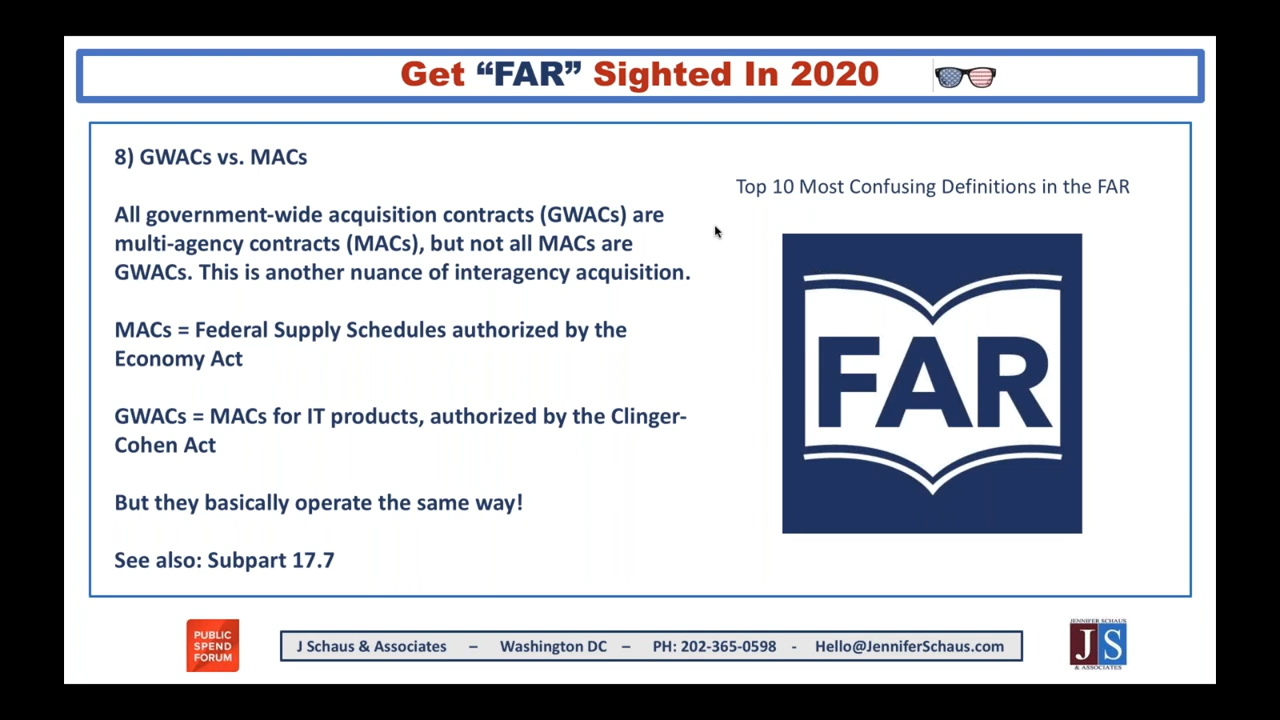 Get “FAR” Sighted In 2020
8) GWACs vs. MACs
All government-wide acquisition contracts (GWACs) are
multi-agency contracts (MACs), but not all MACs are
GWACs. This is another nuance of interagency acquisition.
MACs = Federal Supply Schedules authorized by the
Economy Act
GWACs = MACs for IT products, authorized by the Clinger-
Cohen Act
But they basically operate the same way!
See also: Subpart 17.7
Top 10 Most Confusing Definitions in the FAR
FAR
PUBLIC
SPEND
FORUM
J Schaus & Associates – Washington DC – PH: 202-365-0598 - Hello@JenniferSchaus.com
JENNIFER SCHAUS
JS
& ASSOCIATES